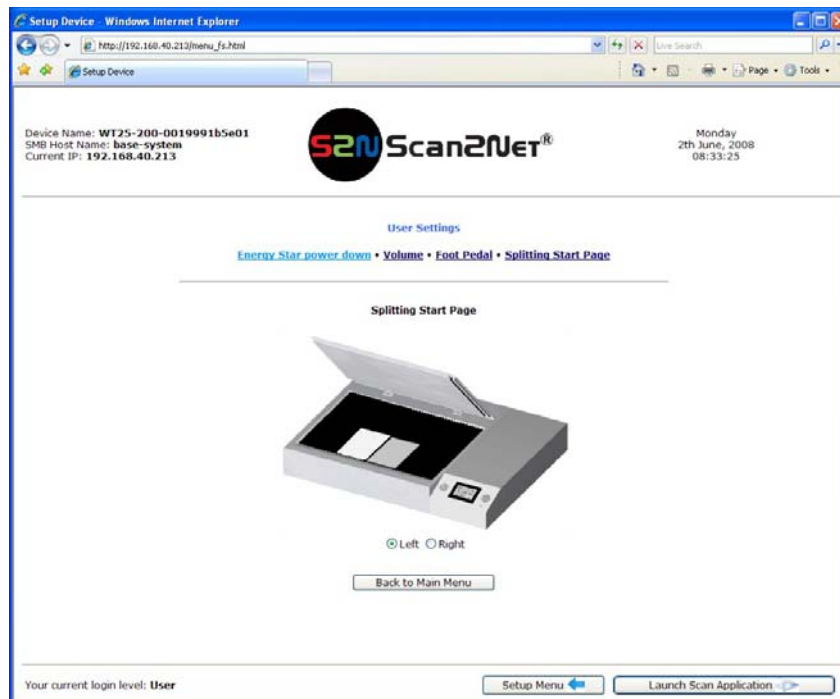 Setup Device - Windows Internet Explorer
http://192.168.40.213/menu_fs.html
Live Search
Setup Device
Page
Tools
Device Name: WT25-200-0019991b5e01
SMB Host Name: base-system
Current IP: 192.168.40.213
S2N Scan2Net®
Monday
2th June, 2008
08:33:25
User Settings
Energy Star power down • Volume • Foot Pedal • Splitting Start Page
Splitting Start Page
Left Right
Back to Main Menu
Your current login level: User
Setup Menu
Launch Scan Application